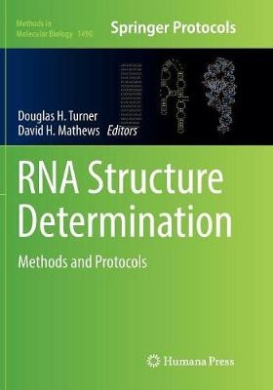 Methods in
Molecular Biology 1490
Springer Protocols
Douglas H. Turner
David H. Mathews Editors
RNA Structure
Determination
Methods and Protocols
Humana Press